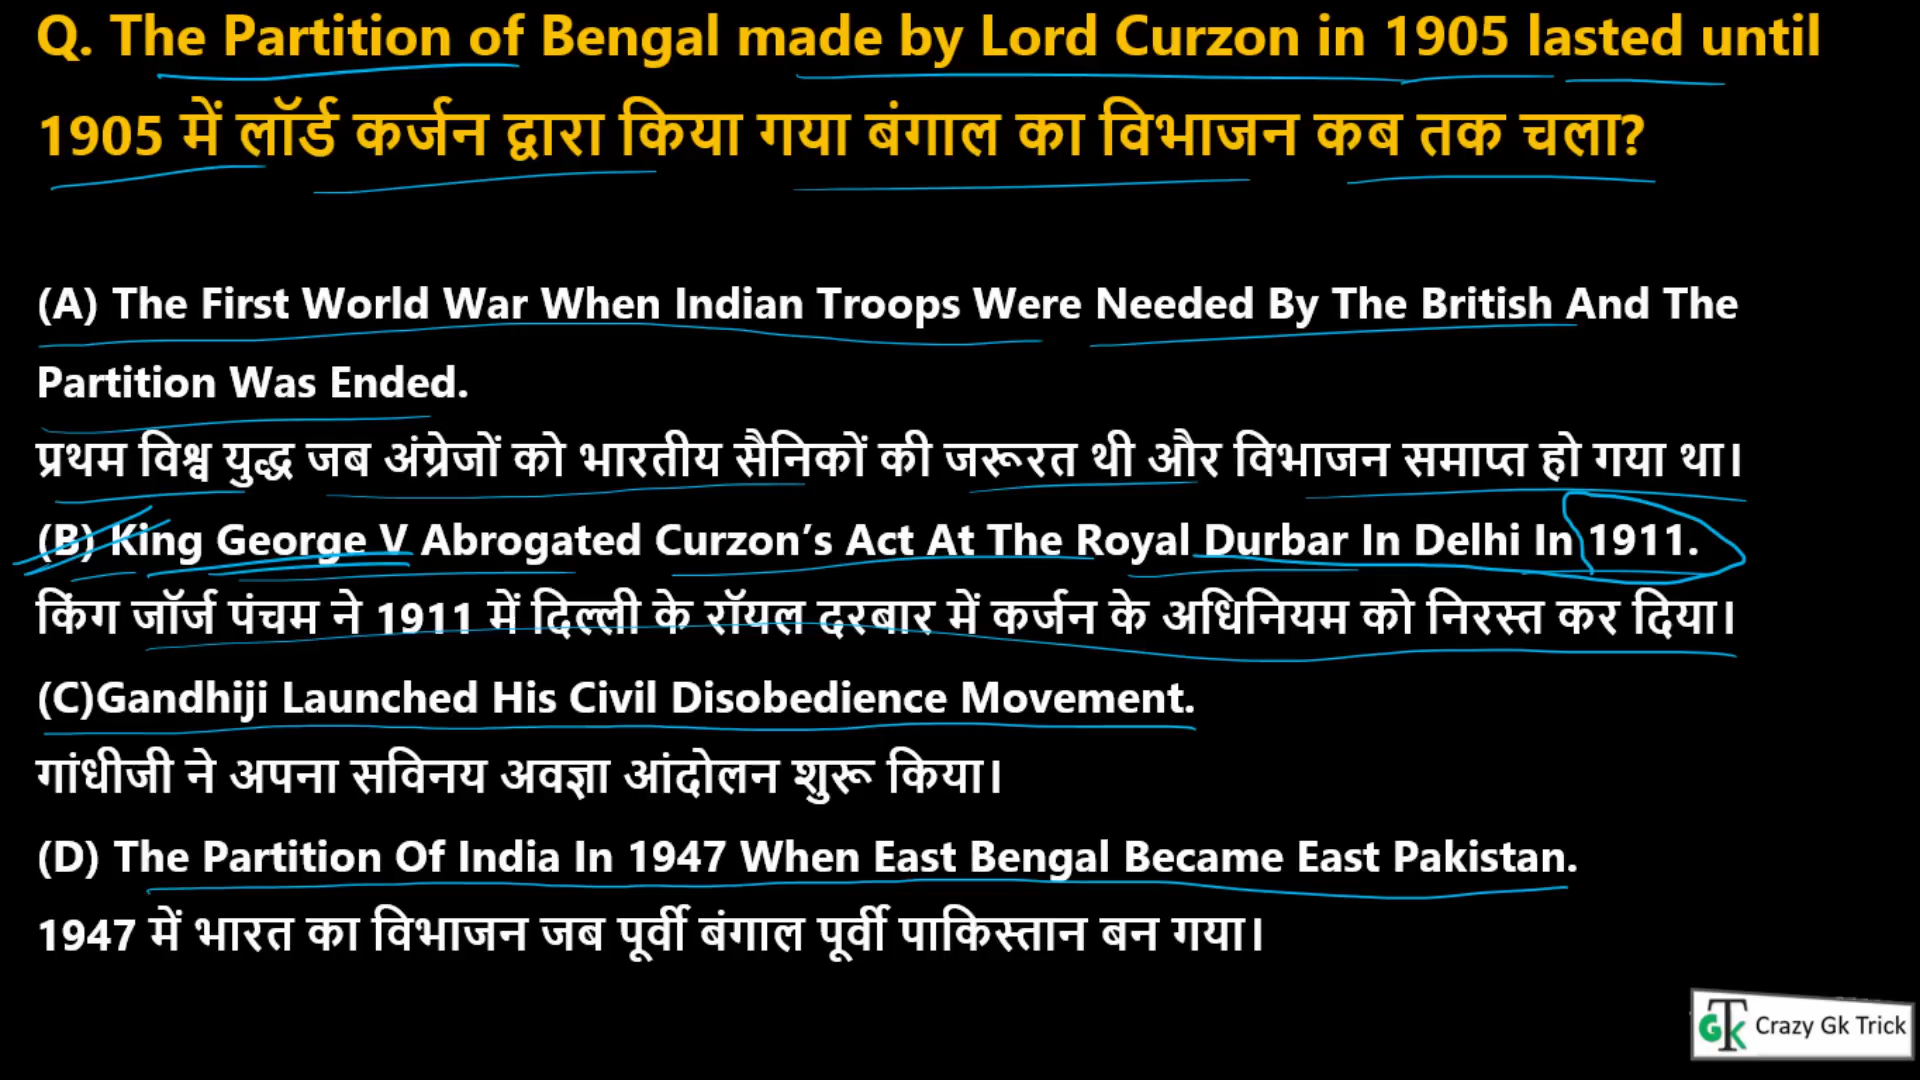 Q. The Partition of Bengal made by Lord Curzon in 1905 lasted until
1905 में लॉर्ड कर्जन द्वारा किया गया बंगाल का विभाजन कब तक चला?
(A) The First World War When Indian Troops Were Needed By The British And The
Partition Was Ended.
प्रथम विश्व युद्ध जब अंग्रेजों को भारतीय सैनिकों की जरूरत थी और विभाजन समाप्त हो गया था।
(B) King George V Abrogated Curzon’s Act At The Royal Durbar In Delhi In 1911.
किंग जॉर्ज पंचम ने 1911 में दिल्ली के रॉयल दरबार में कर्जन के अधिनियम को निरस्त कर दिया।
(C)Gandhiji Launched His Civil Disobedience Movement.
गांधीजी ने अपना सविनय अवज्ञा आंदोलन शुरू किया।
(D) The Partition Of India In 1947 When East Bengal Became East Pakistan.
1947 में भारत का विभाजन जब पूर्वी बंगाल पूर्वी पाकिस्तान बन गया।
GTK Crazy Gk Trick